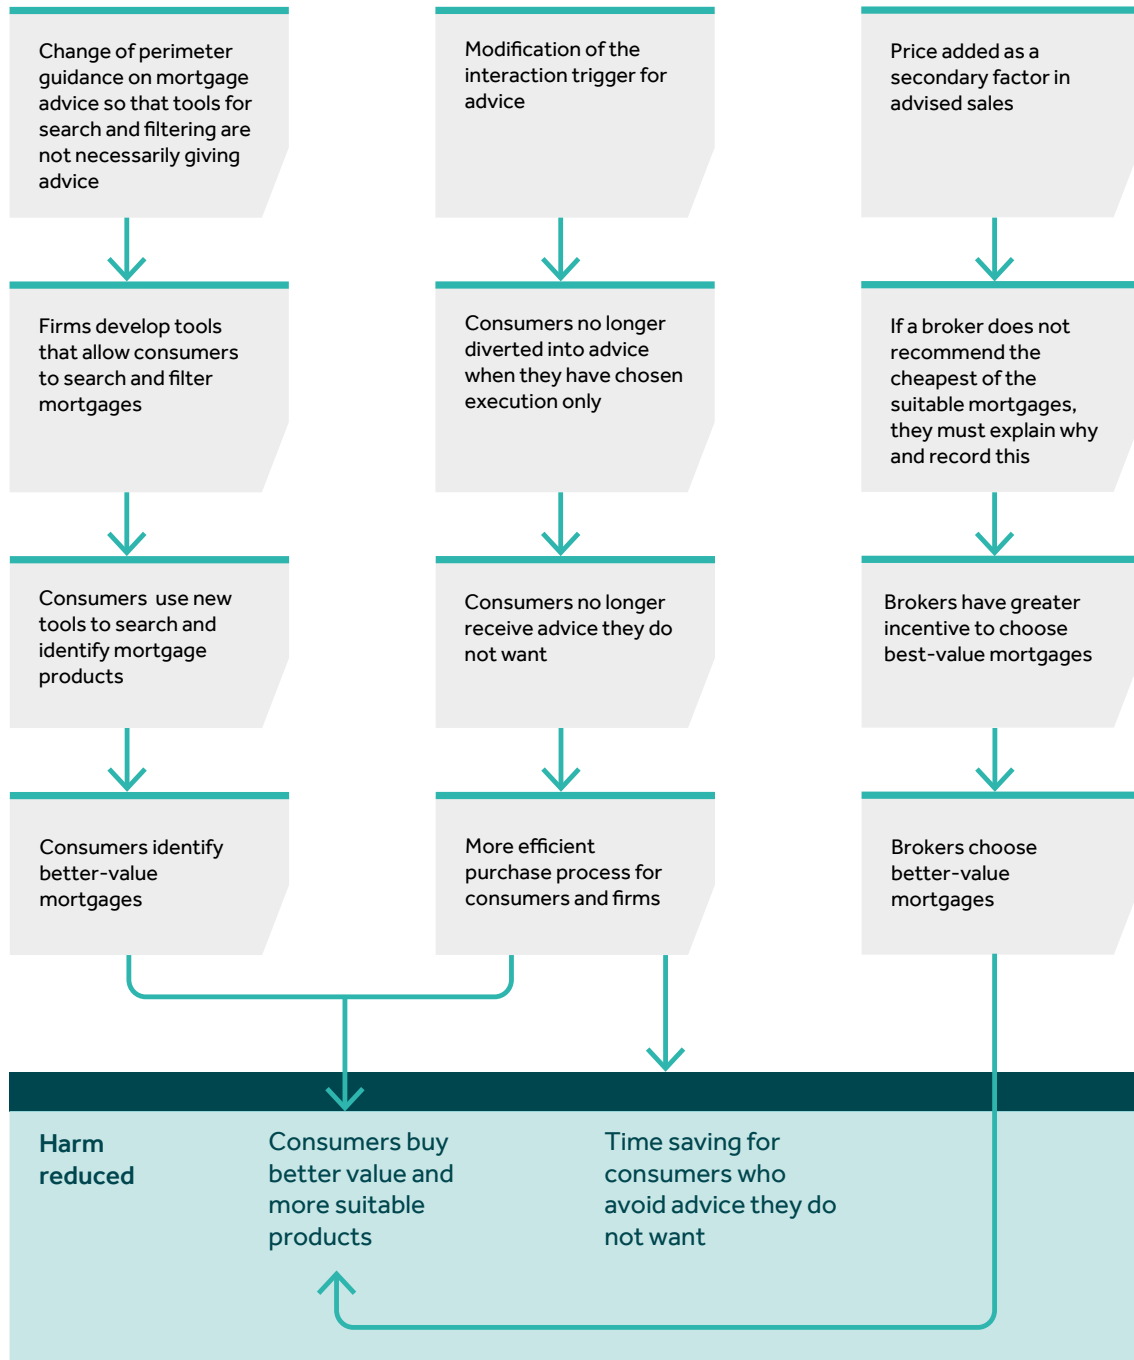 Change of perimeter
guidance on mortgage
advice so that tools for
search and filtering are
not necessarily giving
advice
Modification of the
interaction trigger for
advice
Price added as a
secondary factor in
advised sales
Firms develop tools
that allow consumers
to search and filter
mortgages
Consumers no longer
diverted into advice
when they have chosen
execution only
If a broker does not
recommend the
cheapest of the
suitable mortgages,
they must explain why
and record this
Consumers use new
tools to search and
identify mortgage
products
Consumers no longer
receive advice they do
not want
Brokers have greater
incentive to choose
best-value mortgages
Consumers identify
better-value
mortgages
More efficient
purchase process for
consumers and firms
Brokers choose
better-value
mortgages
Harm
reduced
Consumers buy
better value and
more suitable
products
Time saving for
consumers who
avoid advice they do
not want